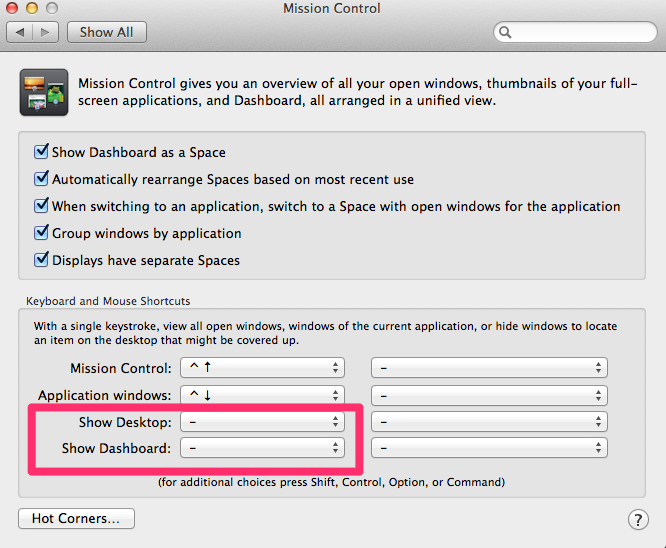 Mission Control
Show All
Mission Control gives you an overview of all your open windows, thumbnails of your full-
screen applications, and Dashboard, all arranged in a unified view.
Show Dashboard as a Space
Automatically rearrange Spaces based on most recent use
When switching to an application, switch to a Space with open windows for the application
Group windows by application
Displays have separate Spaces
Keyboard and Mouse Shortcuts
With a single keystroke, view all open windows, windows of the current application, or hide windows to locate
an item on the desktop that might be covered up.
Mission Control: ^ ↑ –
Application windows: ^ ↓ –
Show Desktop: – –
Show Dashboard: – –
(for additional choices press Shift, Control, Option, or Command)
Hot Corners... ?